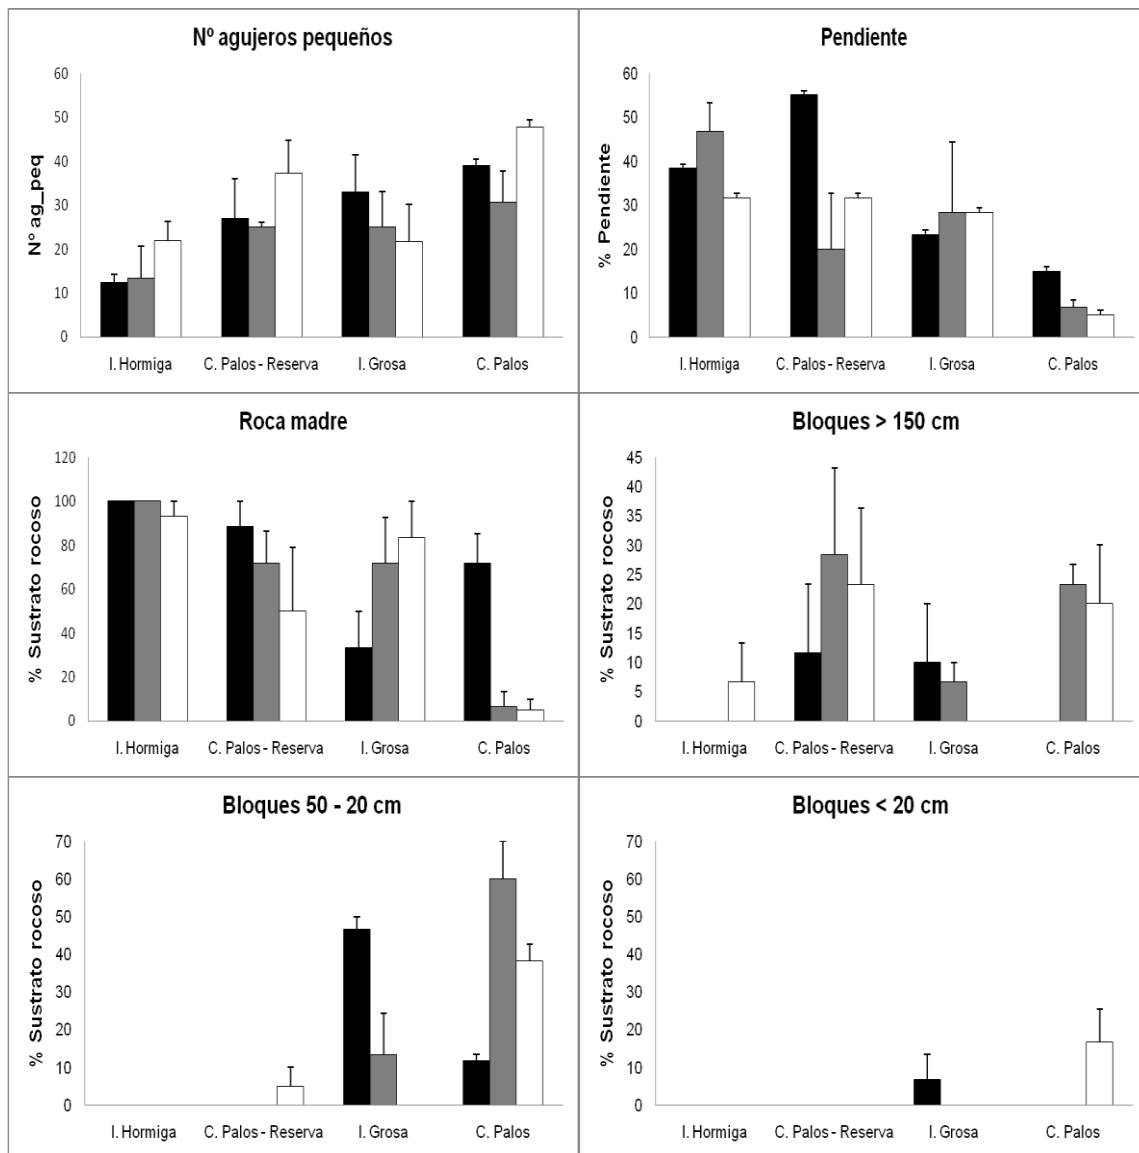 Nº agujeros pequeños
60
50
40
30
20
10
0
N° ag_peq
I. Hormiga C. Palos - Reserva I. Grosa C. Palos
Pendiente
60
50
40
30
20
10
0
% Pendiente
I. Hormiga C. Palos - Reserva I. Grosa C. Palos
Roca madre
120
100
80
60
40
20
0
% Sustrato rocoso
I. Hormiga C. Palos - Reserva I. Grosa C. Palos
Bloques > 150 cm
45
40
35
30
25
20
15
10
5
0
% Sustrato rocoso
I. Hormiga C. Palos - Reserva I. Grosa C. Palos
Bloques 50 - 20 cm
70
60
50
40
30
20
10
0
% Sustrato rocoso
I. Hormiga C. Palos - Reserva I. Grosa C. Palos
Bloques < 20 cm
70
60
50
40
30
20
10
0
% Sustrato rocoso
I. Hormiga C. Palos - Reserva I. Grosa C. Palos